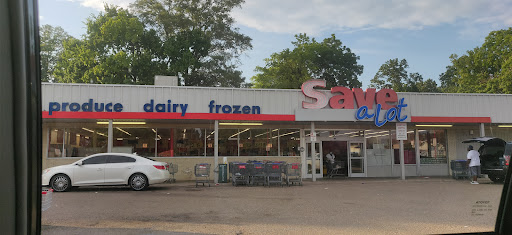 produce dairy frozen
Save
a lot